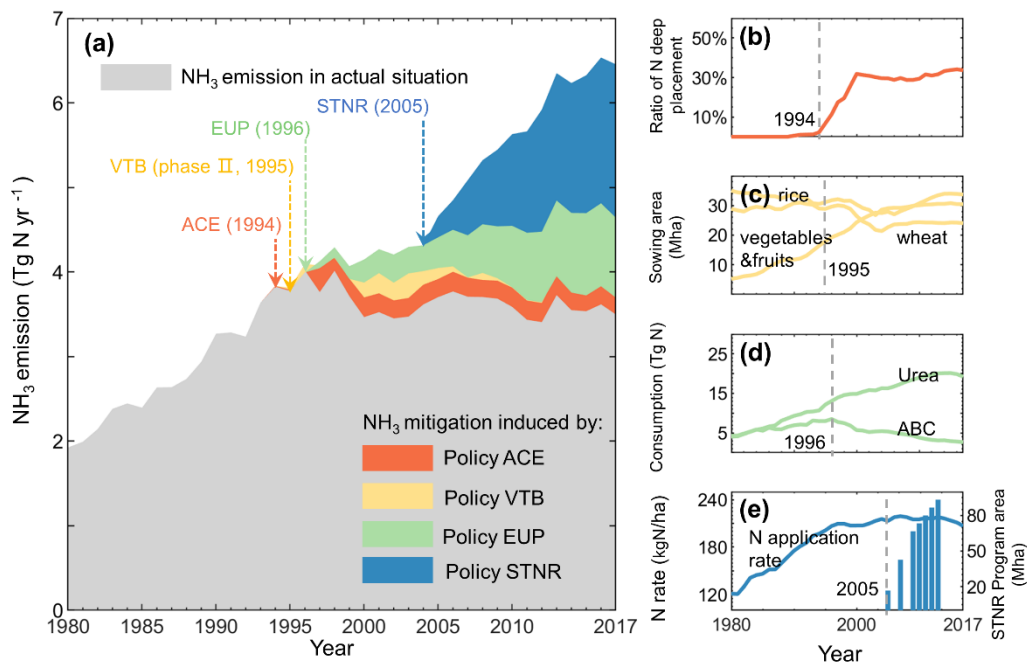 (a)
NH₃ emission in actual situation
STNR (2005)
EUP (1996)
VTB (phase Ⅱ, 1995)
ACE (1994)
NH₃ mitigation induced by:
Policy ACE
Policy VTB
Policy EUP
Policy STNR
NH₃ emission (Tg N yr ⁻¹)
7
6
4
2
0
1980
1985
1990
1995
2000
2005
2010
2017
Year
(b)
Ratio of N deep
placement
50%
30%
10%
1994
(c)
Sowing area
(Mha)
30
20
10
rice
vegetables
&fruits
wheat
1995
(d)
Consumption (Tg N)
25
15
5
Urea
ABC
1996
(e)
N rate (kgN/ha)
240
180
120
N application
rate
2005
80
50
20
STNR Program area
(Mha)
1980
2000
2017
Year